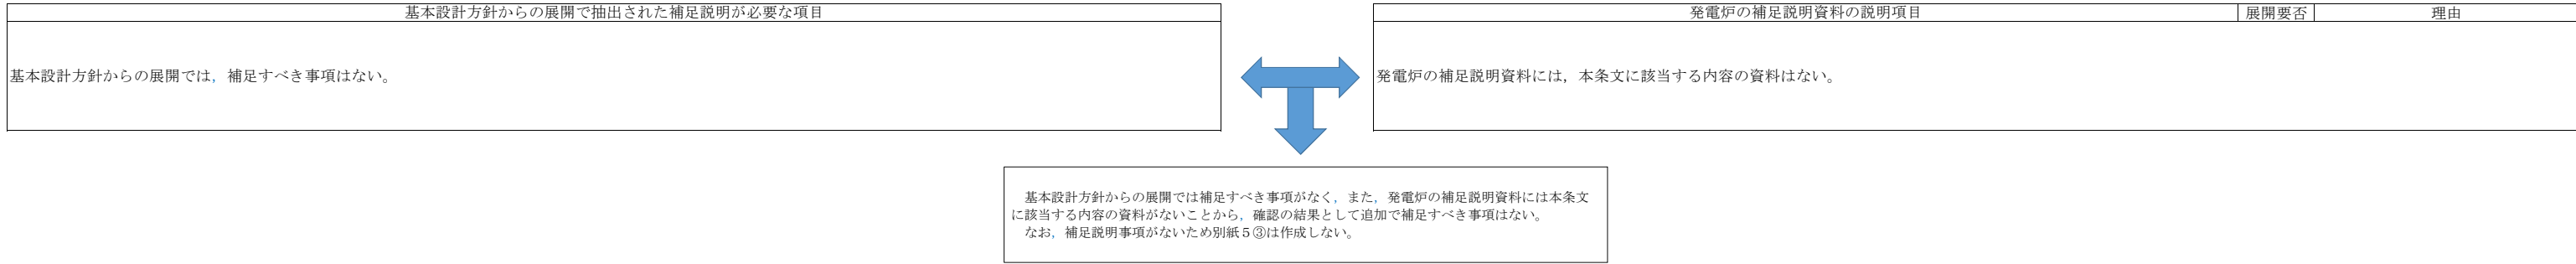 基本設計方針からの展開で抽出された補足説明が必要な項目
基本設計方針からの展開では，補足すべき事項はない。
発電炉の補足説明資料の説明項目 展開要否 理由
発電炉の補足説明資料には，本条文に該当する内容の資料はない。
基本設計方針からの展開では補足すべき事項がなく，また，発電炉の補足説明資料には本条文
に該当する内容の資料がないことから，確認の結果として追加で補足すべき事項はない。
なお，補足説明事項がないため別紙５③は作成しない。